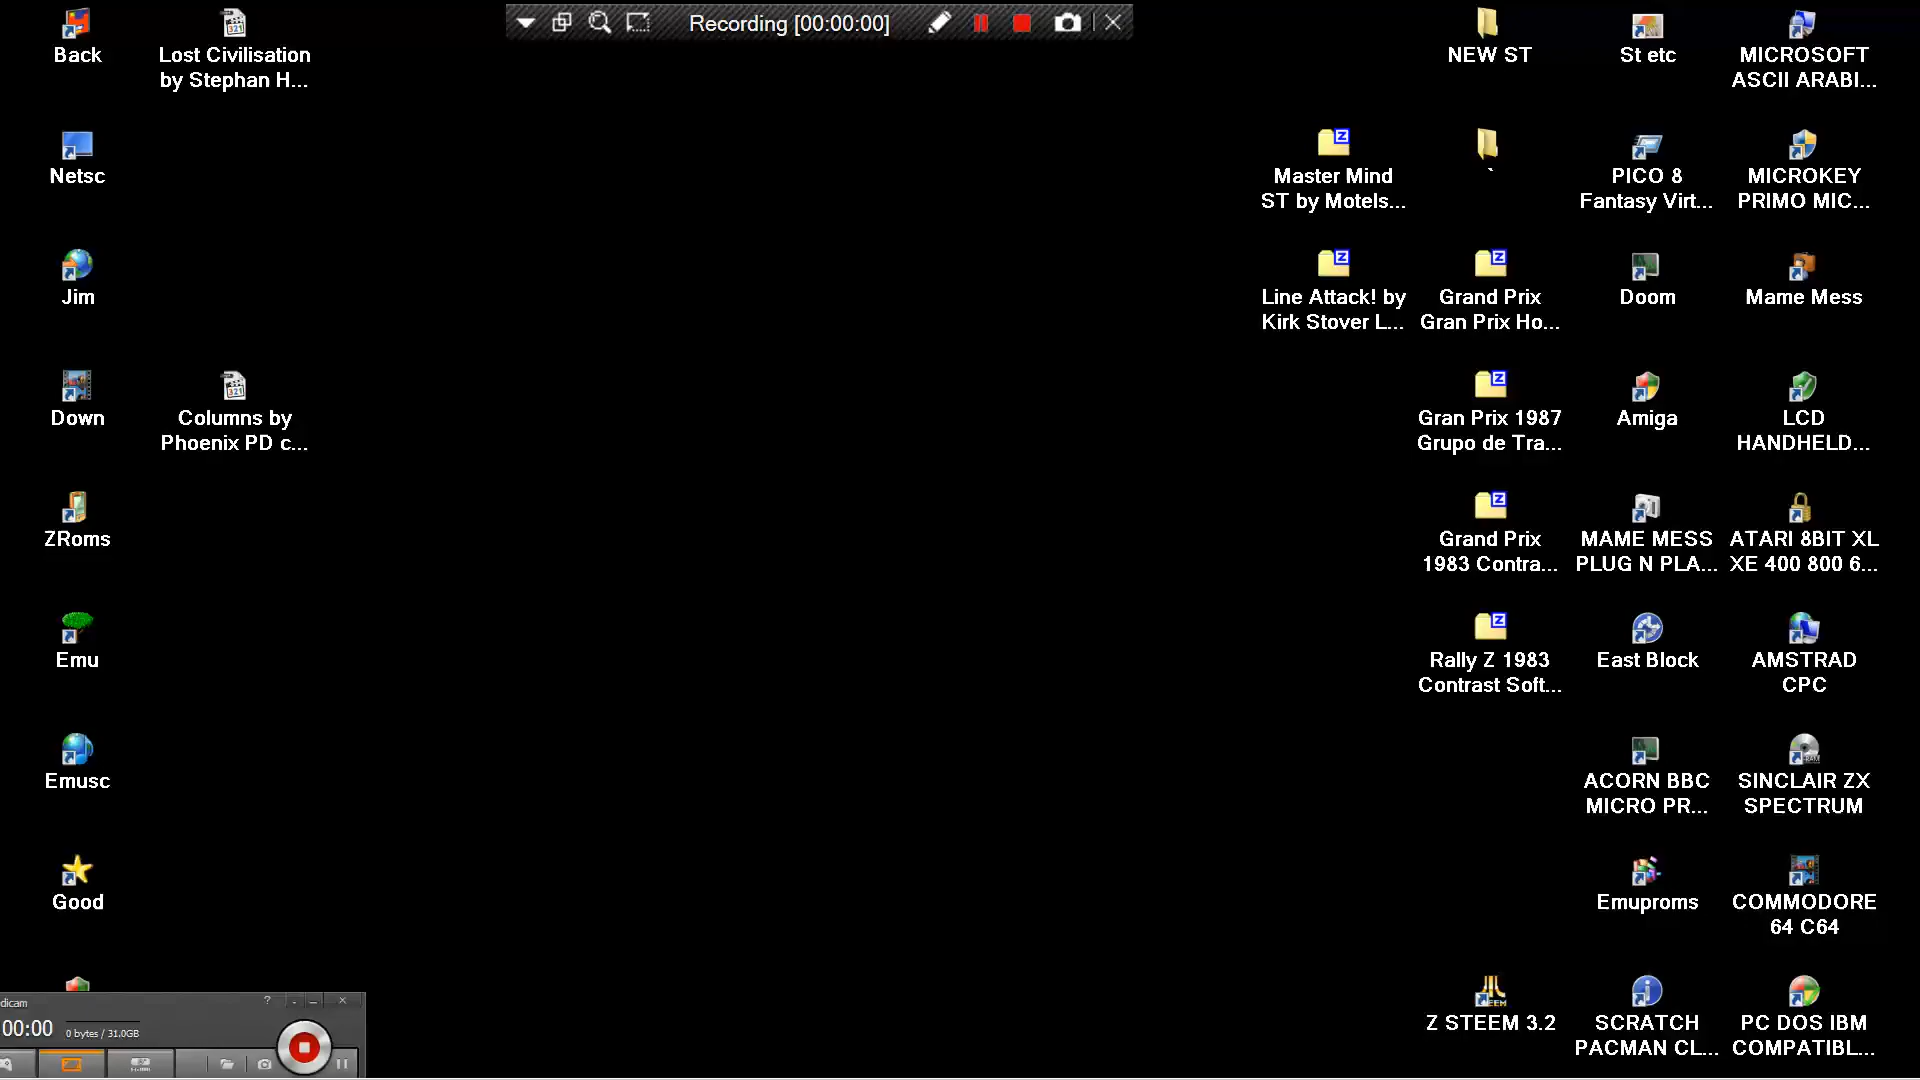 Recording [00:00:00]
Back
Lost Civilisation
by Stephan H...
NEW ST
St etc
MICROSOFT
ASCII ARABI...
Netsc
Master Mind
ST by Motels...
`
PICO 8
Fantasy Virt...
MICROKEY
PRIMO MIC...
Jim
Line Attack! by
Kirk Stover L...
Grand Prix
Gran Prix Ho...
Doom
Mame Mess
Down
Columns by
Phoenix PD c...
Gran Prix 1987
Grupo de Tra...
Amiga
LCD
HANDHELD...
ZRoms
Grand Prix
1983 Contra...
MAME MESS
PLUG N PLA...
ATARI 8BIT XL
XE 400 800 6...
Emu
Rally Z 1983
Contrast Soft...
East Block
AMSTRAD
CPC
Emusc
ACORN BBC
MICRO PR...
SINCLAIR ZX
SPECTRUM
Good
Emuproms
COMMODORE
64 C64
Z STEEM 3.2
SCRATCH
PACMAN CL...
PC DOS IBM
COMPATIBL...
dicam
00:00
0 bytes / 31.0GB